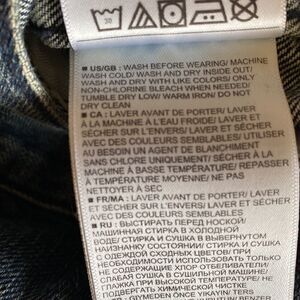 30
■ US/GB : WASH BEFORE WEARING/ MACHINE
WASH COLD/ WASH AND DRY INSIDE OUT/
WASH AND DRY WITH LIKE COLORS/ ONLY
NON-CHLORINE BLEACH WHEN NEEDED/
TUMBLE DRY LOW/ WARM IRON/ DO NOT
DRY CLEAN
■ CA : LAVER AVANT DE PORTER/ LAVER
À LA MACHINE À L'EAU FROIDE/ LAVER ET
SÉCHER SUR L'ENVERS/ LAVER ET SÉCHER
AVEC DES COULEURS SEMBLABLES/ UTILISER
AU BESOIN UN AGENT DE BLANCHIMENT
SANS CHLORE UNIQUEMENT/ SÉCHER À LA
MACHINE À BASSE TEMPÉRATURE/ REPASSER
À TEMPÉRATURE MOYENNE/ NE PAS
NETTOYER À SEC
■ FR/MA : LAVER AVANT DE PORTER/ LAVER
ET SÉCHER SUR L'ENVERS/ LAVER ET SÉCHER
AVEC DES COULEURS SEMBLABLES
■ RU : ВЫСТИРАТЬ ПЕРЕД НОСКОЙ/
МАШИННАЯ СТИРКА В ХОЛОДНОЙ
ВОДЕ/ СТИРКА И СУШКА В ВЫВЕРНУТОМ
НАИЗНАНКУ СОСТОЯНИИ/ СТИРКА И СУШКА
С ОДЕЖДОЙ СХОДНЫХ ЦВЕТОВ/ ПРИ
НЕОБХОДИМОСТИ ИСПОЛЬЗОВАТЬ ТОЛЬКО
НЕ СОДЕРЖАЩИЕ ХЛОР ОТБЕЛИВАТЕЛИ/
СЛАБАЯ СУШКА В СУШИЛЬНОЙ МАШИНЕ/
ГЛАДИТЬ ПРИ ВЫСОКОЙ ТЕМПЕРАТУРЕ/ НЕ
ПОДВЕРГАТЬ ХИМИЧЕСКОЙ ЧИСТКЕ
GİYMEDEN ÖNCE YIKAYIN/ TERS